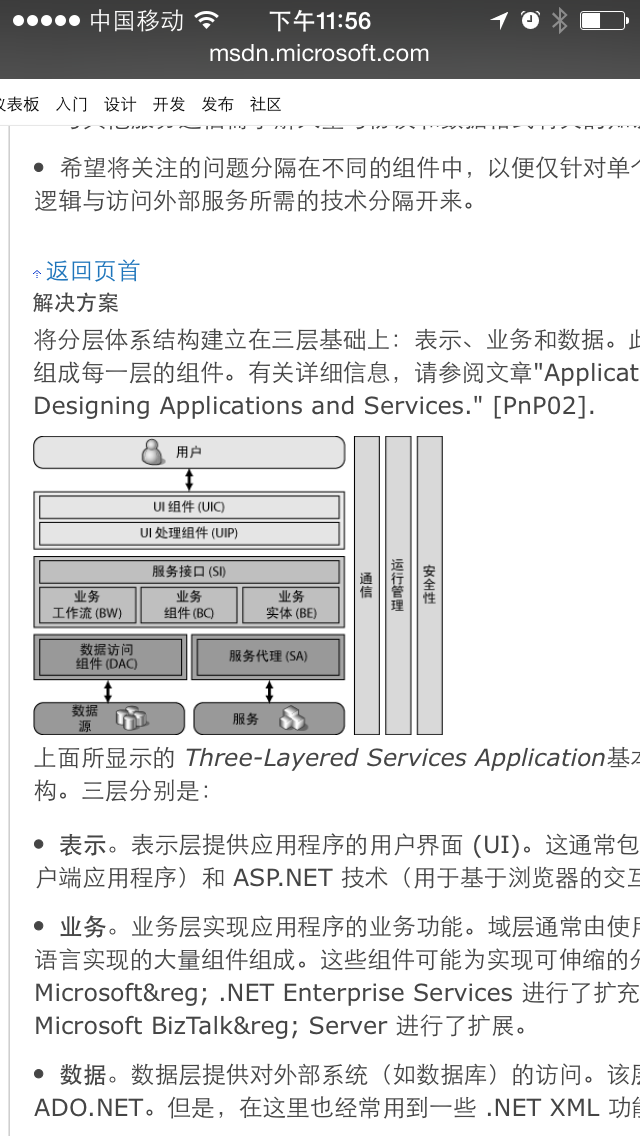 中国移动 下午11:56
msdn.microsoft.com
仪表板 入门 设计 开发 发布 社区
• 希望将关注的问题分隔在不同的组件中，以便仅针对单个
逻辑与访问外部服务所需的技术分隔开来。
返回页首
解决方案
将分层体系结构建立在三层基础上：表示、业务和数据。此
组成每一层的组件。有关详细信息，请参阅文章"Applicat
Designing Applications and Services." [PnP02].
用户
UI 组件 (UIC)
UI 处理组件 (UIP)
服务接口 (SI)
业务
工作流 (BW)
业务
组件 (BC)
业务
实体 (BE)
数据访问
组件 (DAC)
服务代理 (SA)
数据
源
服务
通信
运行管理
安全性
上面所显示的 Three-Layered Services Application基本
构。三层分别是：
• 表示。表示层提供应用程序的用户界面 (UI)。这通常包
户端应用程序）和 ASP.NET 技术（用于基于浏览器的交互
• 业务。业务层实现应用程序的业务功能。域层通常由使用
语言实现的大量组件组成。这些组件可能为实现可伸缩的分
Microsoft&reg; .NET Enterprise Services 进行了扩充
Microsoft BizTalk&reg; Server 进行了扩展。
• 数据。数据层提供对外部系统（如数据库）的访问。该层
ADO.NET。但是，在这里也经常用到一些 .NET XML 功能